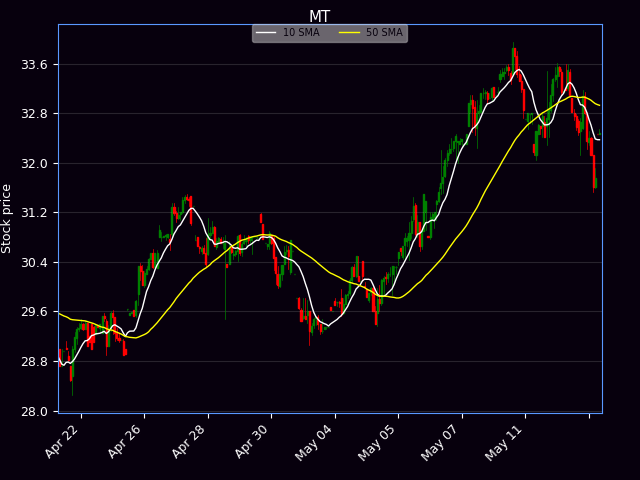 MT
10 SMA
50 SMA
Stock price
33.6
32.8
32.0
31.2
30.4
29.6
28.8
28.0
Apr 22
Apr 26
Apr 28
Apr 30
May 04
May 05
May 07
May 11